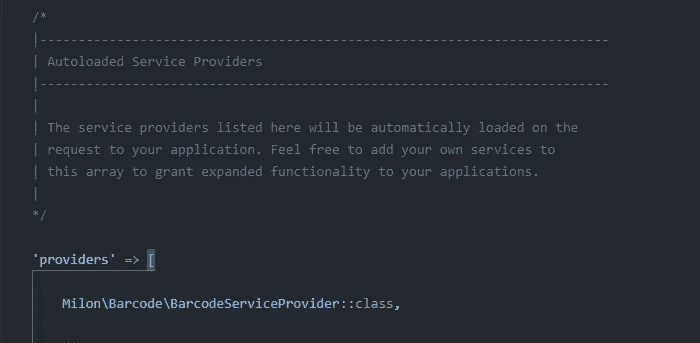 /*
|--------------------------------------------------------------------------
| Autoloaded Service Providers
|--------------------------------------------------------------------------
|
| The service providers listed here will be automatically loaded on the
| request to your application. Feel free to add your own services to
| this array to grant expanded functionality to your applications.
|
*/
'providers' => [
Milon\Barcode\BarcodeServiceProvider::class,